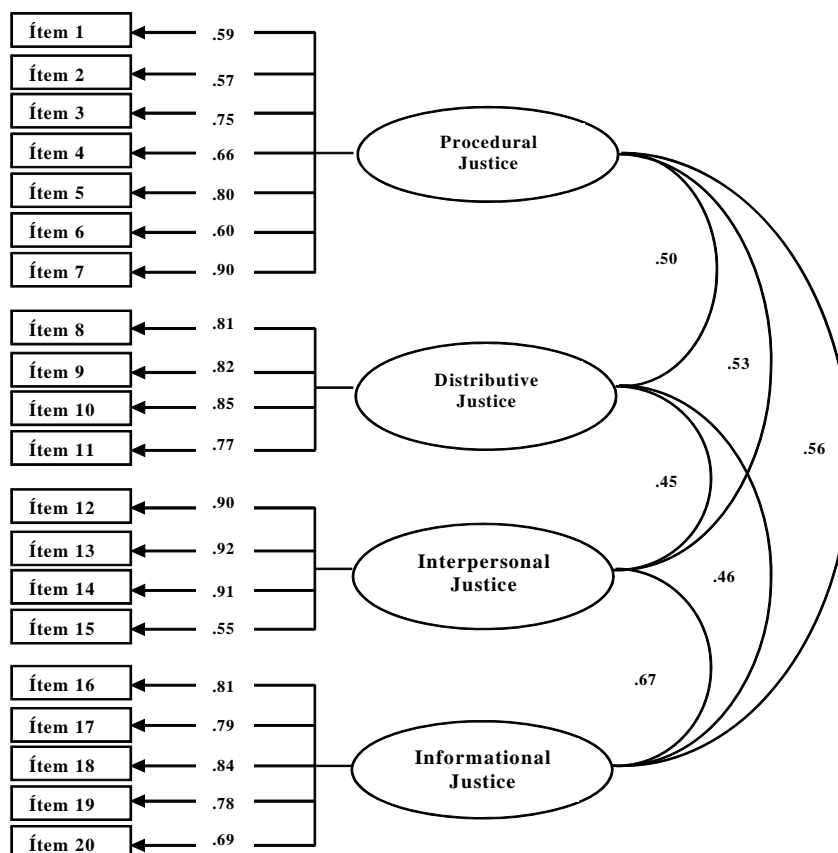 Ítem 1
.59
Ítem 2
.57
Ítem 3
.75
Ítem 4
.66
Ítem 5
.80
Ítem 6
.60
Ítem 7
.90
Procedural
Justice
.50
Ítem 8
.81
Ítem 9
.82
Ítem 10
.85
Ítem 11
.77
Distributive
Justice
.53
.56
.45
Ítem 12
.90
Ítem 13
.92
Ítem 14
.91
Ítem 15
.55
Interpersonal
Justice
.46
.67
Ítem 16
.81
Ítem 17
.79
Ítem 18
.84
Ítem 19
.78
Ítem 20
.69
Informational
Justice